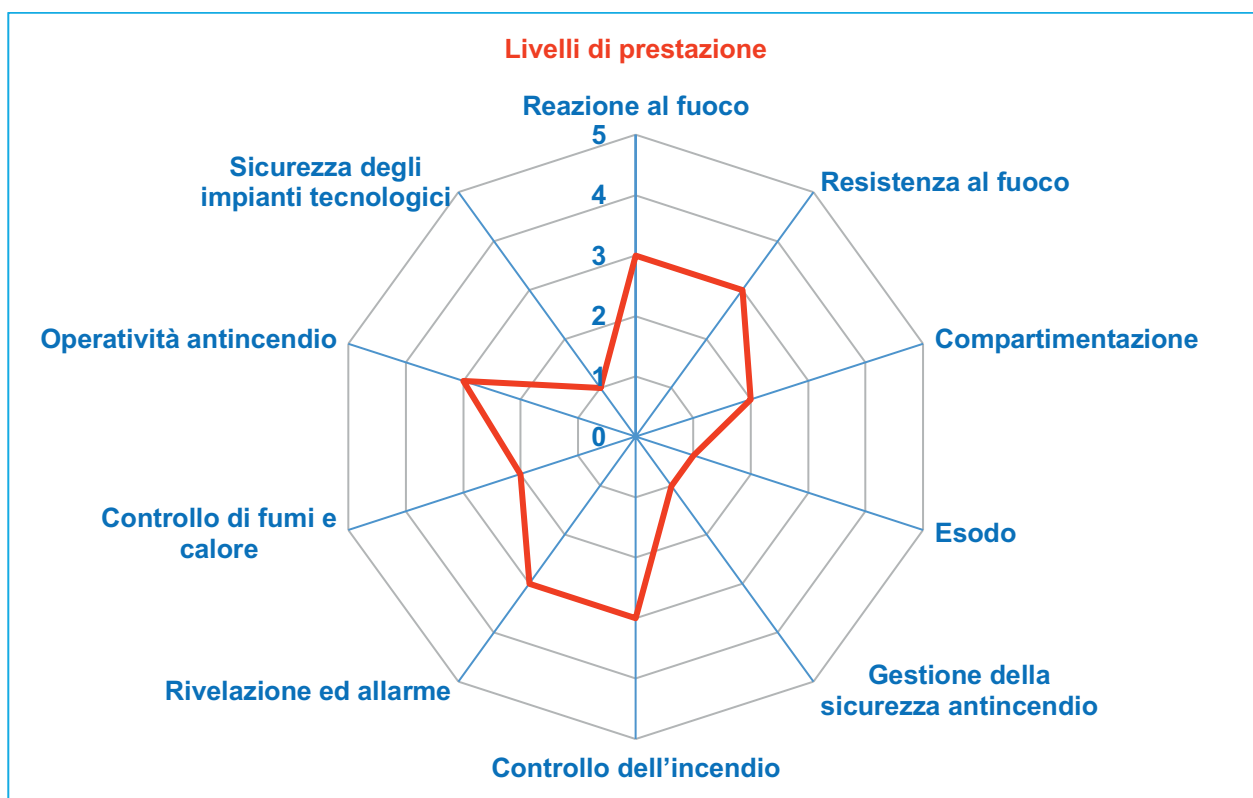 Livelli di prestazione
Reazione al fuoco
5
Sicurezza degli
impianti tecnologici
4
Resistenza al fuoco
3
Operatività antincendio
Compartimentazione
2
1
0
Controllo di fumi e
calore
Esodo
Rivelazione ed allarme
Gestione della
sicurezza antincendio
Controllo dell’incendio